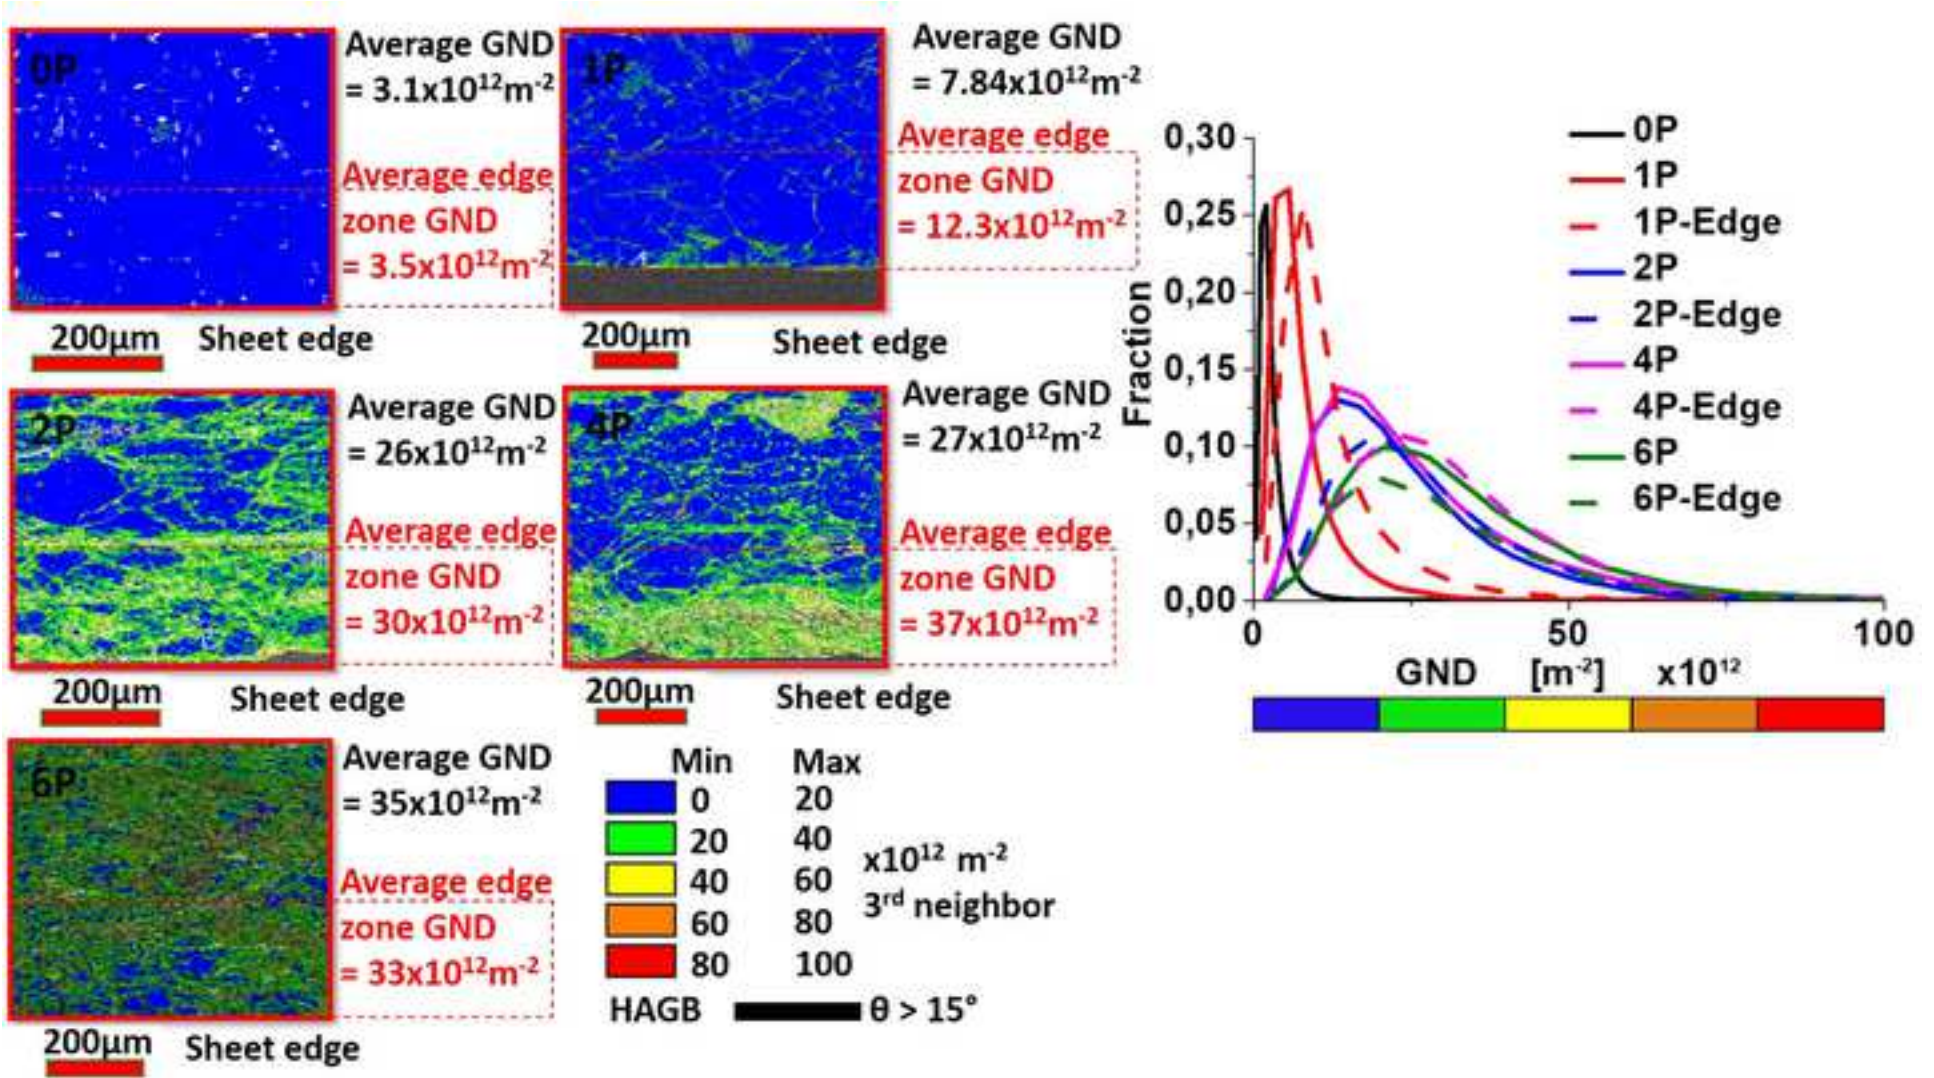 0P
Average GND
= 3.1x10¹²m⁻²
Average edge
zone GND
= 3.5x10¹²m⁻²
200µm Sheet edge
1P
Average GND
= 7.84x10¹²m⁻²
Average edge
zone GND
= 12.3x10¹²m⁻²
200µm Sheet edge
2P
Average GND
= 26x10¹²m⁻²
Average edge
zone GND
= 30x10¹²m⁻²
200µm Sheet edge
4P
Average GND
= 27x10¹²m⁻²
Average edge
zone GND
= 37x10¹²m⁻²
200µm Sheet edge
6P
Average GND
= 35x10¹²m⁻²
Average edge
zone GND
= 33x10¹²m⁻²
200µm Sheet edge
Min Max
0 20
20 40
40 60
60 80
80 100
x10¹² m⁻²
3rd neighbor
HAGB θ > 15°
Fraction
0,30
0,25
0,20
0,15
0,10
0,05
0,00
0 50 100
GND [m⁻²] x10¹²
0P
1P
1P-Edge
2P
2P-Edge
4P
4P-Edge
6P
6P-Edge